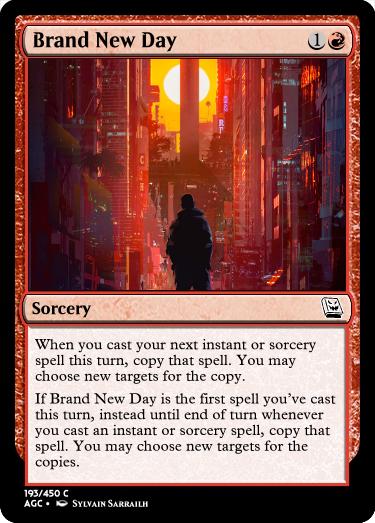 Brand New Day
1
Sorcery
When you cast your next instant or sorcery
spell this turn, copy that spell. You may
choose new targets for the copy.
If Brand New Day is the first spell you've cast
this turn, instead until end of turn whenever
you cast an instant or sorcery spell, copy that
spell. You may choose new targets for the
copies.
193/450 C
AGC • Sylvain Sarrailh